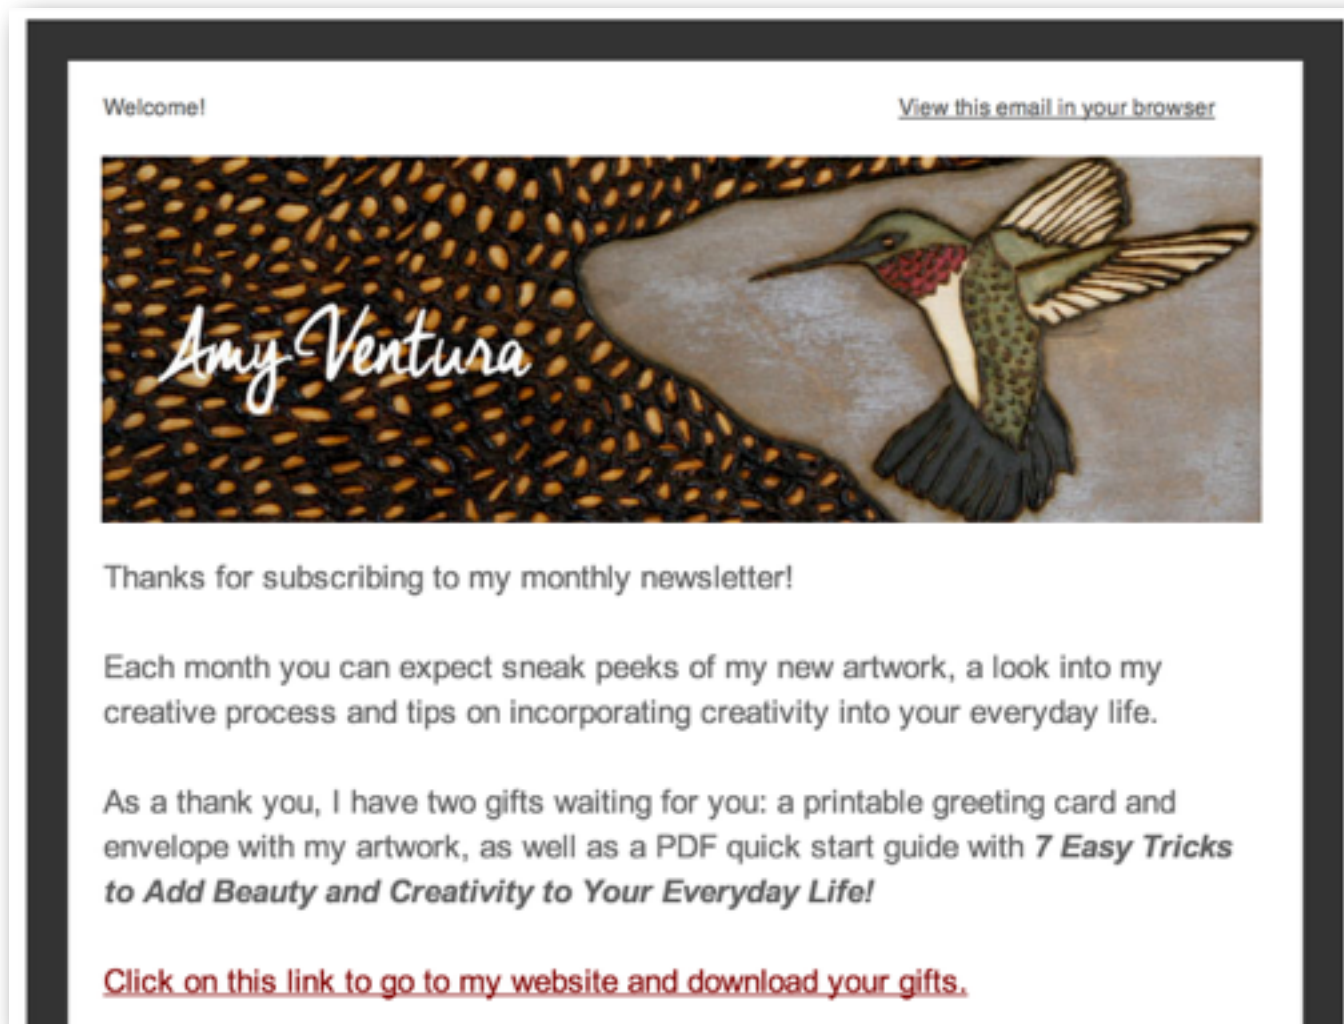 Welcome!
View this email in your browser
Amy Ventura
Thanks for subscribing to my monthly newsletter!
Each month you can expect sneak peeks of my new artwork, a look into my
creative process and tips on incorporating creativity into your everyday life.
As a thank you, I have two gifts waiting for you: a printable greeting card and
envelope with my artwork, as well as a PDF quick start guide with 7 Easy Tricks
to Add Beauty and Creativity to Your Everyday Life!
Click on this link to go to my website and download your gifts.